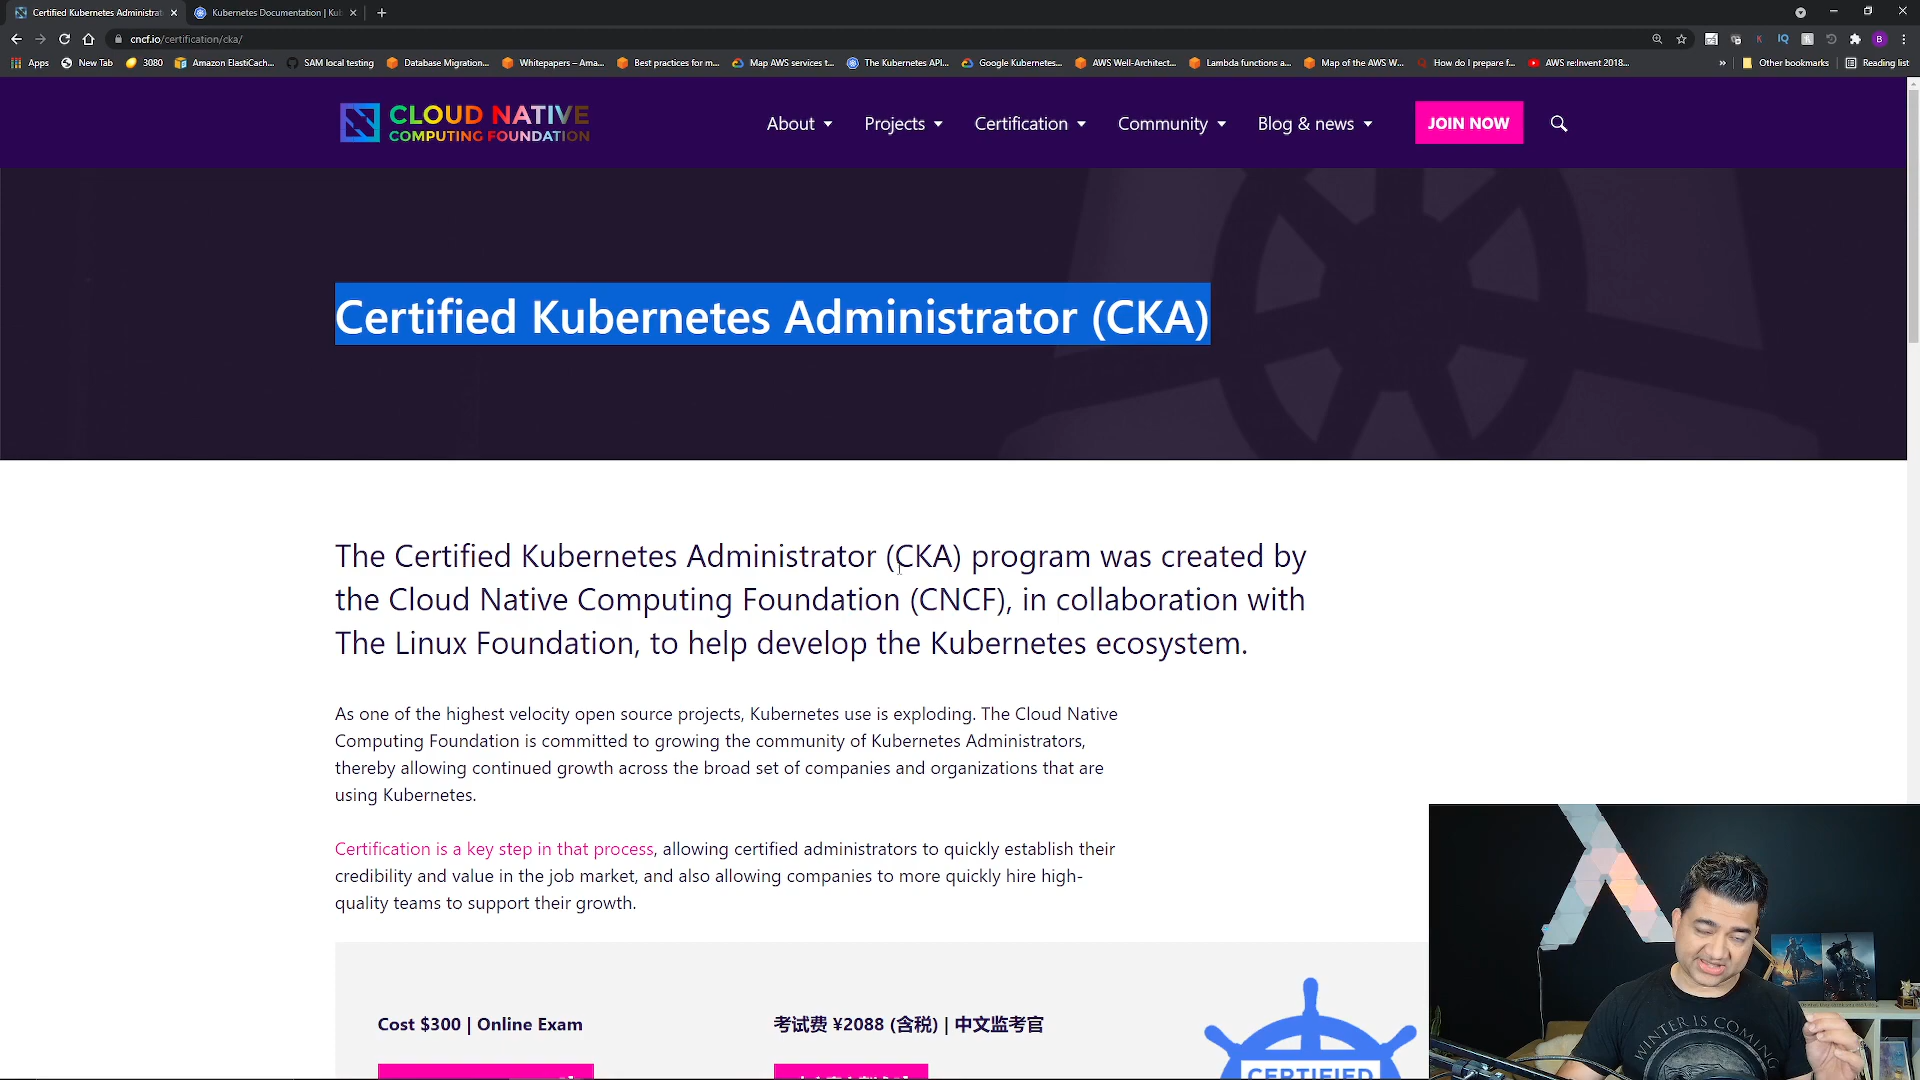 Certified Kubernetes Administrat
Kubernetes Documentation | Kub
cncf.io/certification/cka/
Apps
New Tab
3080
Amazon ElastiCach...
SAM local testing
Database Migration...
Whitepapers – Ama...
Best practices for m...
Map AWS services t...
The Kubernetes API...
Google Kubernetes...
AWS Well-Architect...
Lambda functions a...
Map of the AWS W...
How do I prepare f...
AWS re:Invent 2018...
»
Other bookmarks
Reading list
CLOUD NATIVE
COMPUTING FOUNDATION
About
Projects
Certification
Community
Blog & news
JOIN NOW
Certified Kubernetes Administrator (CKA)
The Certified Kubernetes Administrator (CKA) program was created by
the Cloud Native Computing Foundation (CNCF), in collaboration with
The Linux Foundation, to help develop the Kubernetes ecosystem.
As one of the highest velocity open source projects, Kubernetes use is exploding. The Cloud Native
Computing Foundation is committed to growing the community of Kubernetes Administrators,
thereby allowing continued growth across the broad set of companies and organizations that are
using Kubernetes.
Certification is a key step in that process, allowing certified administrators to quickly establish their
credibility and value in the job market, and also allowing companies to more quickly hire high-
quality teams to support their growth.
Cost $300 | Online Exam
考试费 ¥2088 (含税) | 中文监考官
CERTIFIED
WINTER IS COMING